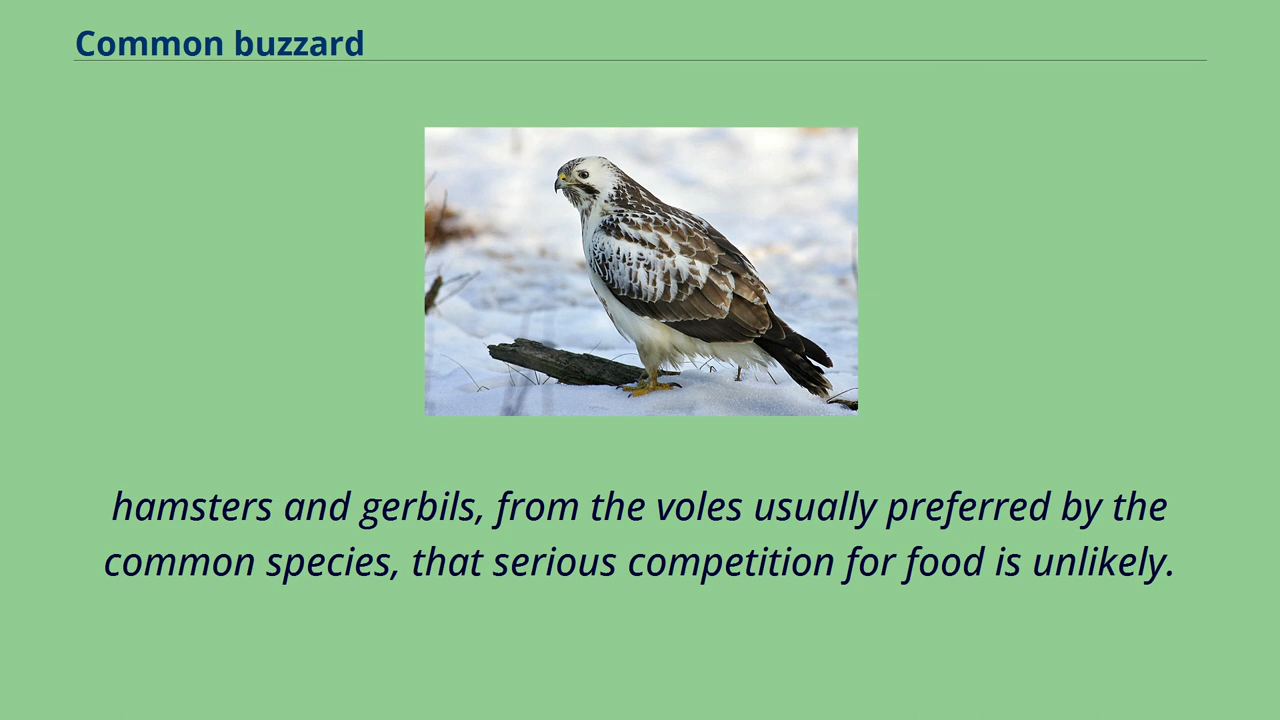 Common buzzard
hamsters and gerbils, from the voles usually preferred by the
common species, that serious competition for food is unlikely.